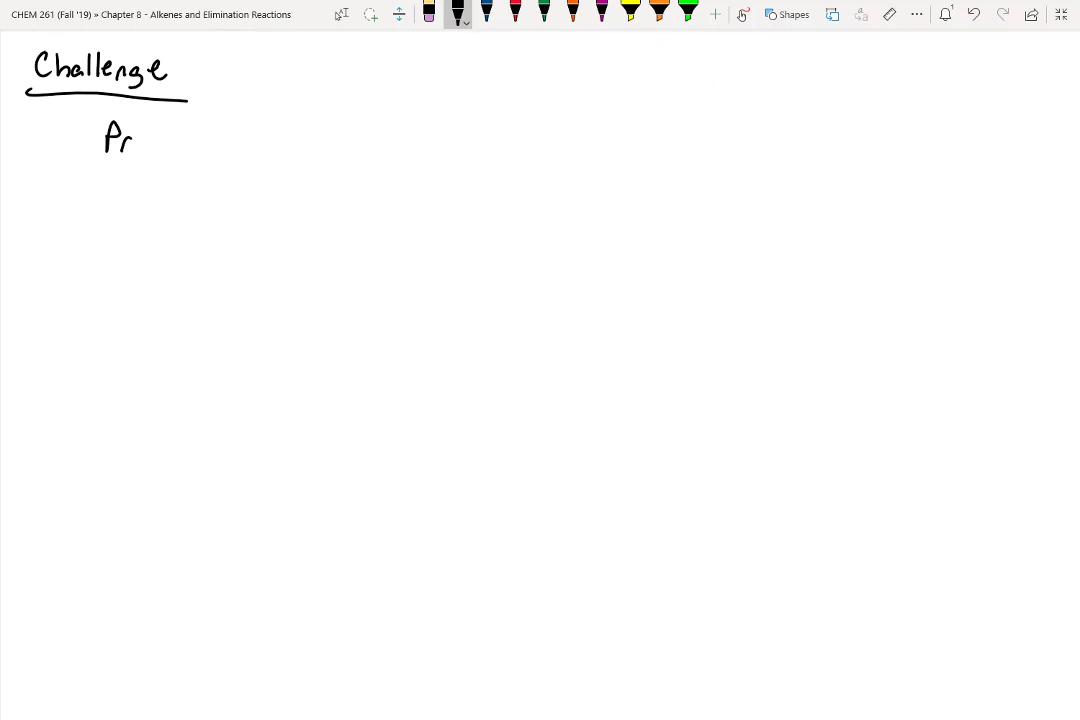 CHEM 261 (Fall '19) » Chapter 8 - Alkenes and Elimination Reactions
Shapes
Challenge
Pr